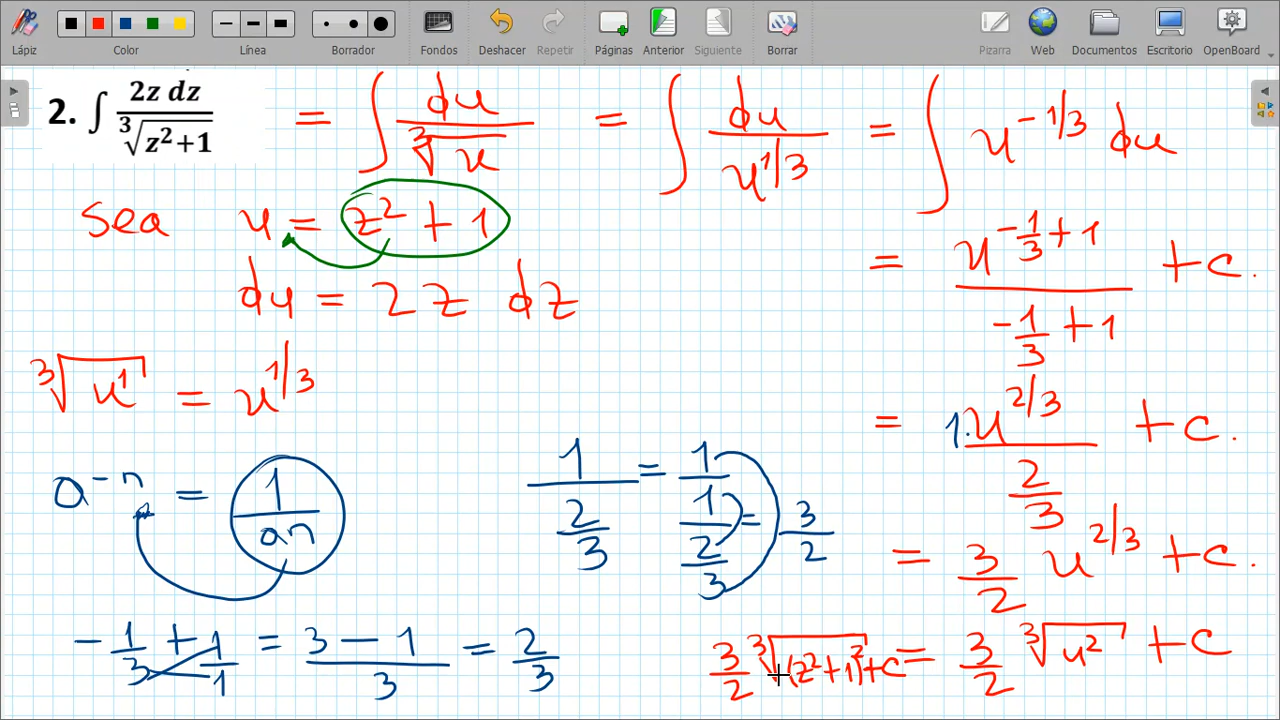 Lápiz Color Línea Borrador Fondos Deshacer Repetir Páginas Anterior Siguiente Borrar Pizarra Web Documentos Escritorio OpenBoard
2. ∫ 2z dz / ∛(z²+1) = ∫ du / ∛u = ∫ du / u^1/3 = ∫ u^-1/3 du
sea u = z² + 1
= u^(-1/3 + 1) / (-1/3 + 1) + c.
du = 2z dz
∛u¹ = u^1/3
= 1·u^2/3 / (2/3) + c.
a^-n = 1/an
1 / (2/3) = (1/1) / (2/3) = 3/2
= 3/2 u^2/3 + c.
-1/3 + 1/1 = (3 - 1)/3 = 2/3
3/2 ∛(z²+1)² + c = 3/2 ∛u² + c